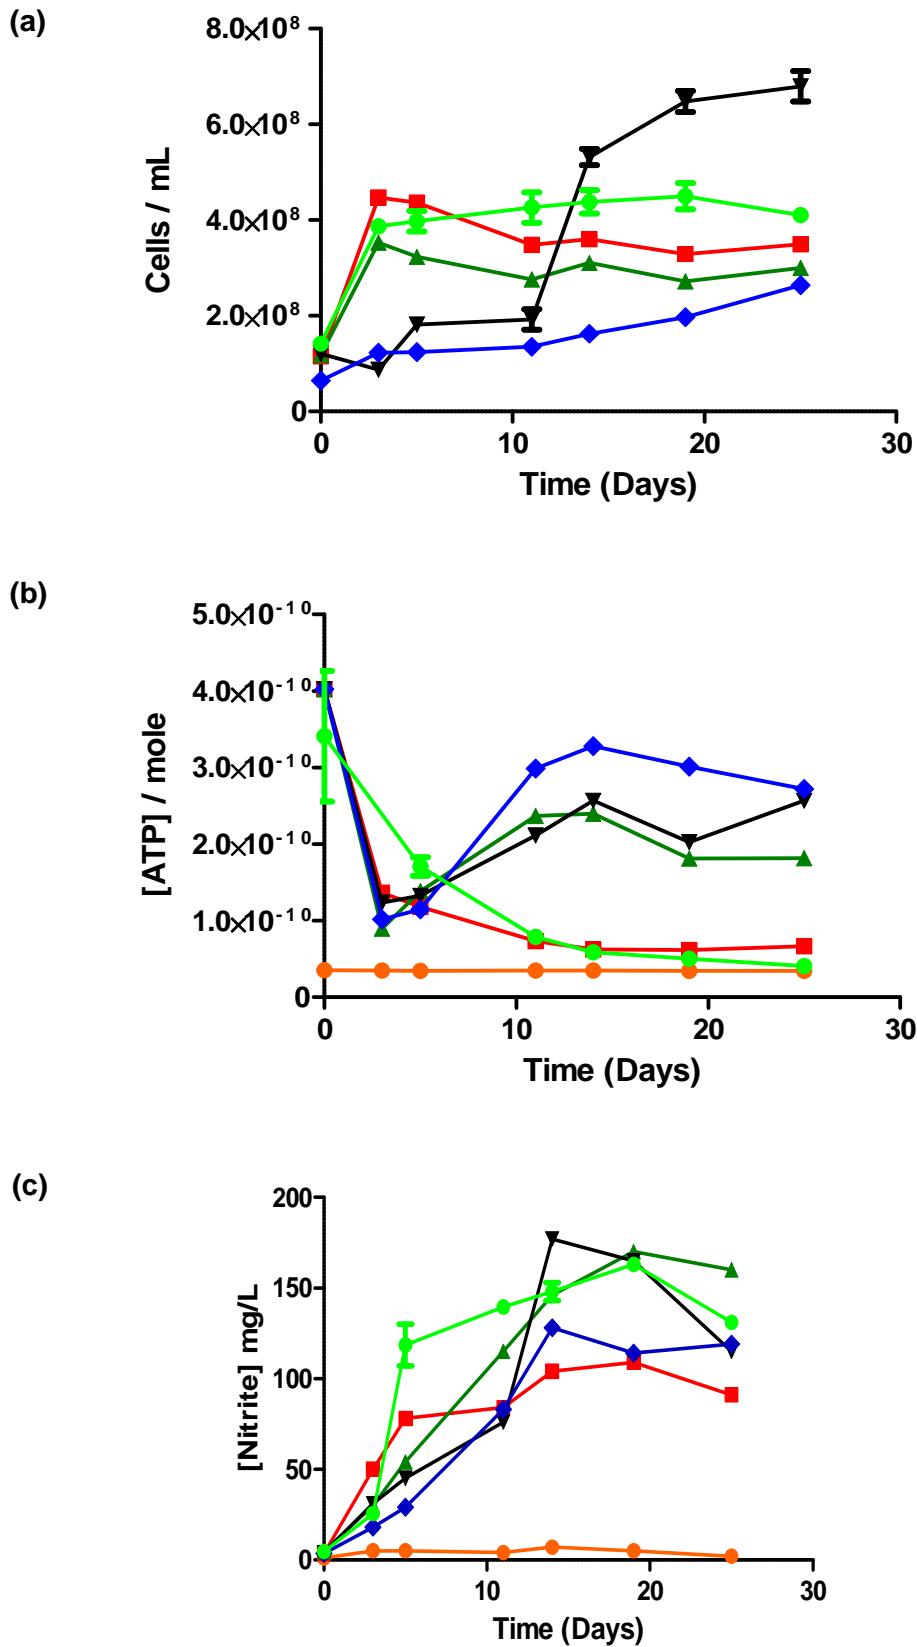 (a)
8.0×10⁸
6.0×10⁸
4.0×10⁸
2.0×10⁸
0
Cells / mL
0 10 20 30
Time (Days)
(b)
5.0×10⁻¹⁰
4.0×10⁻¹⁰
3.0×10⁻¹⁰
2.0×10⁻¹⁰
1.0×10⁻¹⁰
0
[ATP] / mole
0 10 20 30
Time (Days)
(c)
200
150
100
50
0
[Nitrite] mg/L
0 10 20 30
Time (Days)